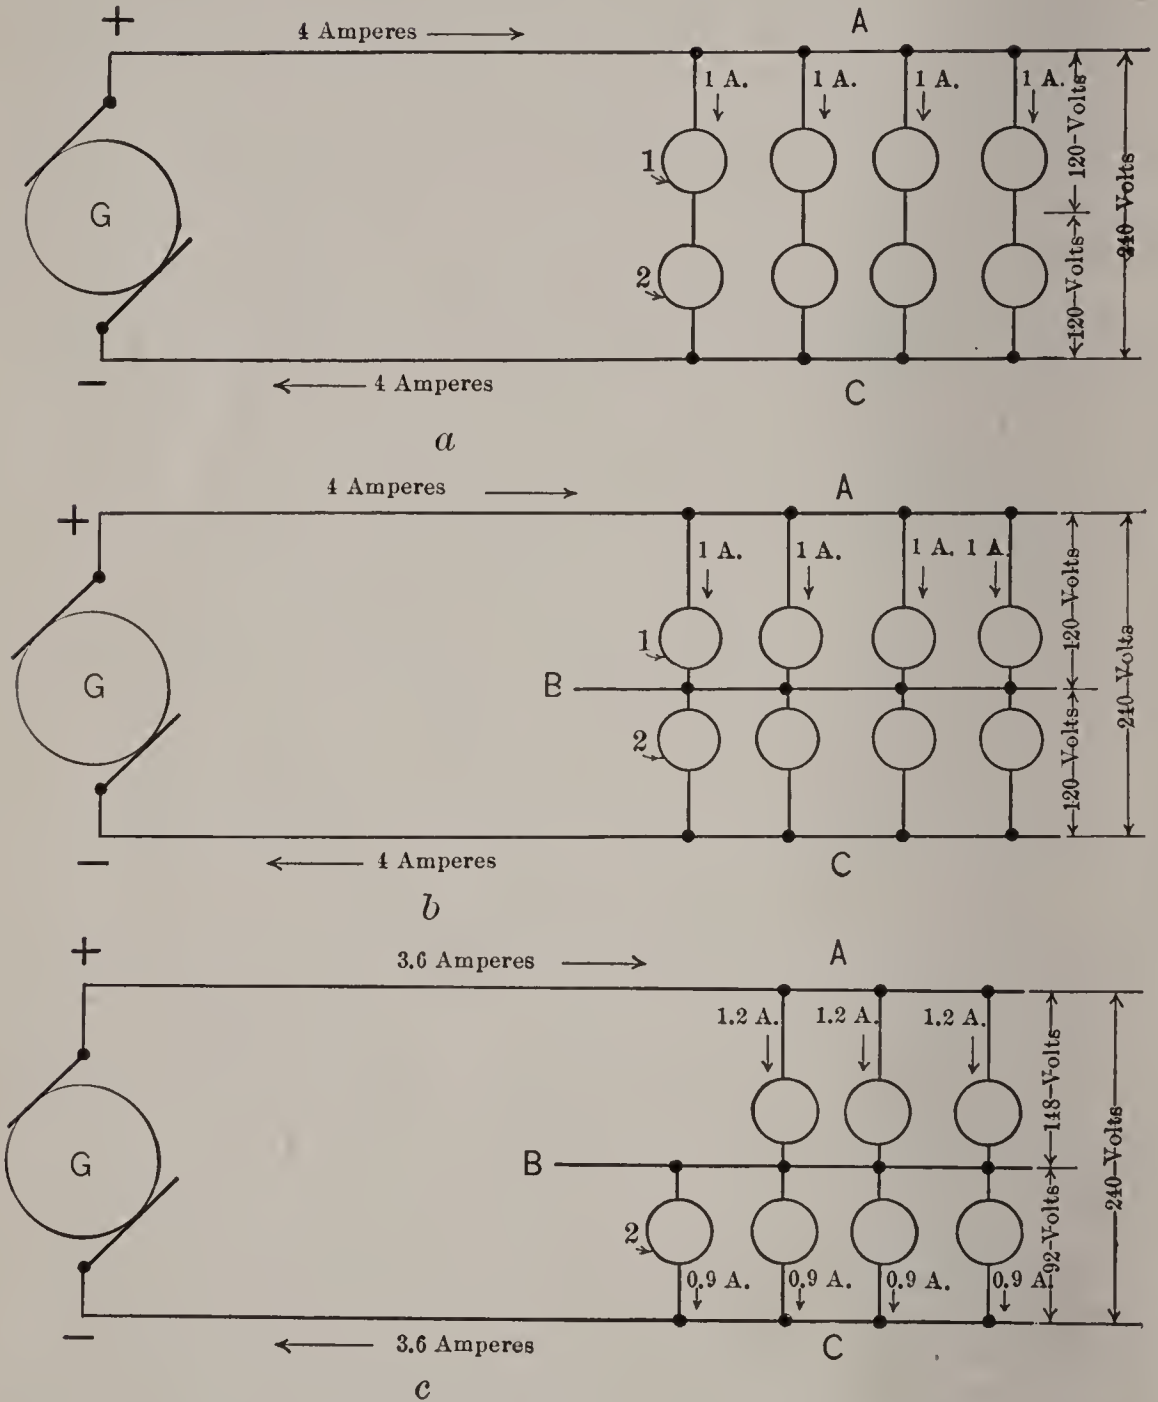 +
4 Amperes
A
1 A.
1 A.
1 A.
1 A.
1
G
2
120-Volts
120-Volts
240-Volts
−
4 Amperes
C
a
4 Amperes
A
+
1 A.
1 A.
1 A.
1 A.
1
B
G
2
120-Volts
120-Volts
240-Volts
−
4 Amperes
C
b
+
3.6 Amperes
A
1.2 A.
1.2 A.
1.2 A.
B
G
2
148-Volts
92-Volts
240-Volts
0.9 A.
0.9 A.
0.9 A.
0.9 A.
−
3.6 Amperes
C
c